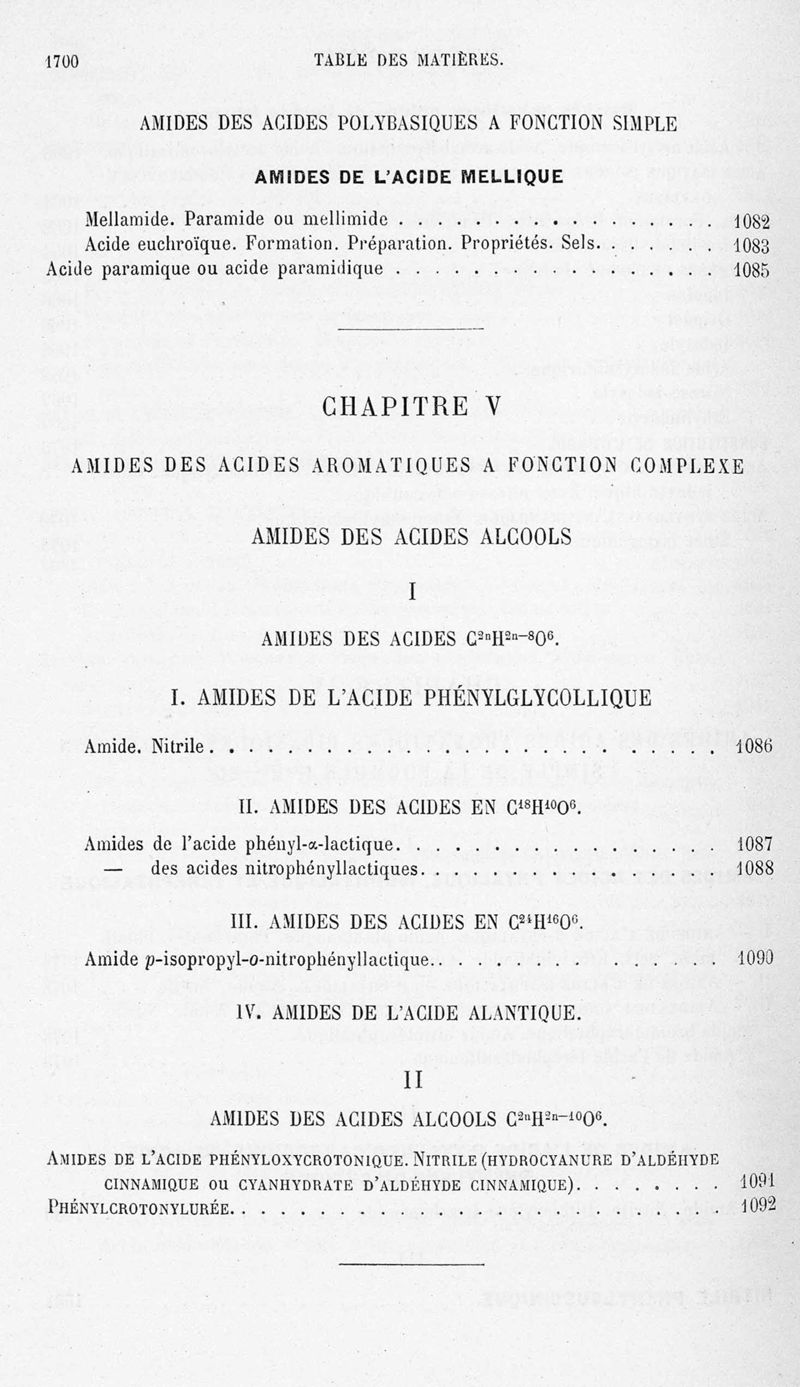 1700 TABLE DES MATIÈRES.
AMIDES DES ACIDES POLYBASIQUES A FONCTION SIMPLE
AMIDES DE L'ACIDE MELLIQUE
Mellamide. Paramide ou mellimide . . . . . . . . . . . . . . . . . 1082
Acide euchroïque. Formation. Préparation. Propriétés. Sels. . . . . . . 1083
Acide paramique ou acide paramidique . . . . . . . . . . . . . . . . . 1085
CHAPITRE V
AMIDES DES ACIDES AROMATIQUES A FONCTION COMPLEXE
AMIDES DES ACIDES ALCOOLS
I
AMIDES DES ACIDES C²ⁿH²ⁿ⁻⁸O⁶.
I. AMIDES DE L'ACIDE PHÉNYLGLYCOLLIQUE
Amide. Nitrile . . . . . . . . . . . . . . . . . . . . . . . . . . 1086
II. AMIDES DES ACIDES EN C¹⁸H¹⁰O⁶.
Amides de l'acide phényl-α-lactique. . . . . . . . . . . . . . . . . 1087
— des acides nitrophényllactiques. . . . . . . . . . . . . . . . 1088
III. AMIDES DES ACIDES EN C²⁴H¹⁶O⁶.
Amide p-isopropyl-o-nitrophényllactique. . . . . . . . . . . . . . . 1090
IV. AMIDES DE L'ACIDE ALANTIQUE.
II
AMIDES DES ACIDES ALCOOLS C²ⁿH²ⁿ⁻¹⁰O⁶.
AMIDES DE L'ACIDE PHÉNYLOXYCROTONIQUE. NITRILE (HYDROCYANURE D'ALDÉHYDE
CINNAMIQUE OU CYANHYDRATE D'ALDÉHYDE CINNAMIQUE). . . . . . . . 1091
PHÉNYLCROTONYLURÉE. . . . . . . . . . . . . . . . . . . . . . . . . . 1092